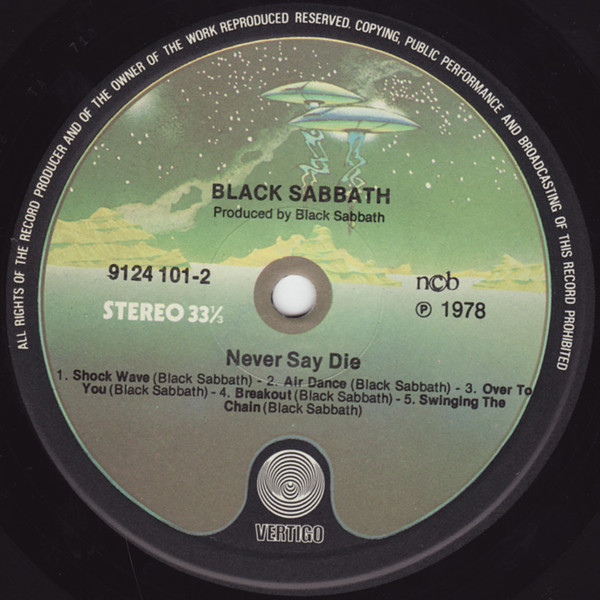 ALL RIGHTS OF THE RECORD PRODUCER AND OF THE OWNER OF THE WORK REPRODUCED RESERVED. COPYING, PUBLIC PERFORMANCE AND BROADCASTING OF THIS RECORD PROHIBITED
BLACK SABBATH
Produced by Black Sabbath
9124 101-2
ncb
STEREO 33⅓
℗ 1978
Never Say Die
1. Shock Wave (Black Sabbath) - 2. Air Dance (Black Sabbath) - 3. Over To
You (Black Sabbath) - 4. Breakout (Black Sabbath) - 5. Swinging The
Chain (Black Sabbath)
VERTIGO